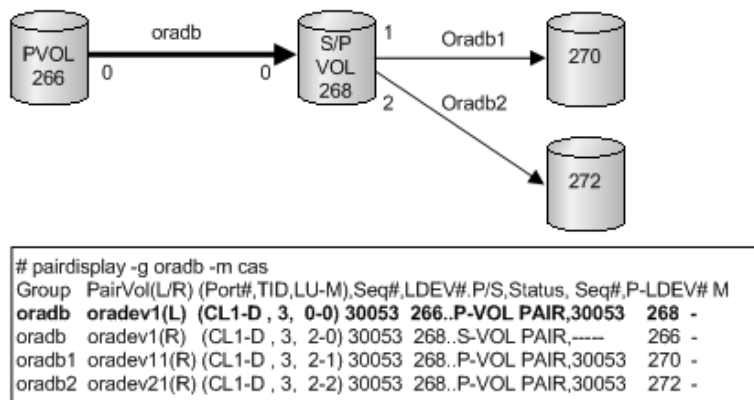 oradb
PVOL
266
0
0
S/P
VOL
268
1
Oradb1
270
2
Oradb2
272
# pairdisplay -g oradb -m cas
Group PairVol(L/R) (Port#,TID,LU-M),Seq#,LDEV#.P/S,Status, Seq#,P-LDEV# M
oradb oradev1(L) (CL1-D , 3, 0-0) 30053 266..P-VOL PAIR,30053 268 -
oradb oradev1(R) (CL1-D , 3, 2-0) 30053 268..S-VOL PAIR,----- 266 -
oradb1 oradev11(R) (CL1-D , 3, 2-1) 30053 268..P-VOL PAIR,30053 270 -
oradb2 oradev21(R) (CL1-D , 3, 2-2) 30053 268..P-VOL PAIR,30053 272 -